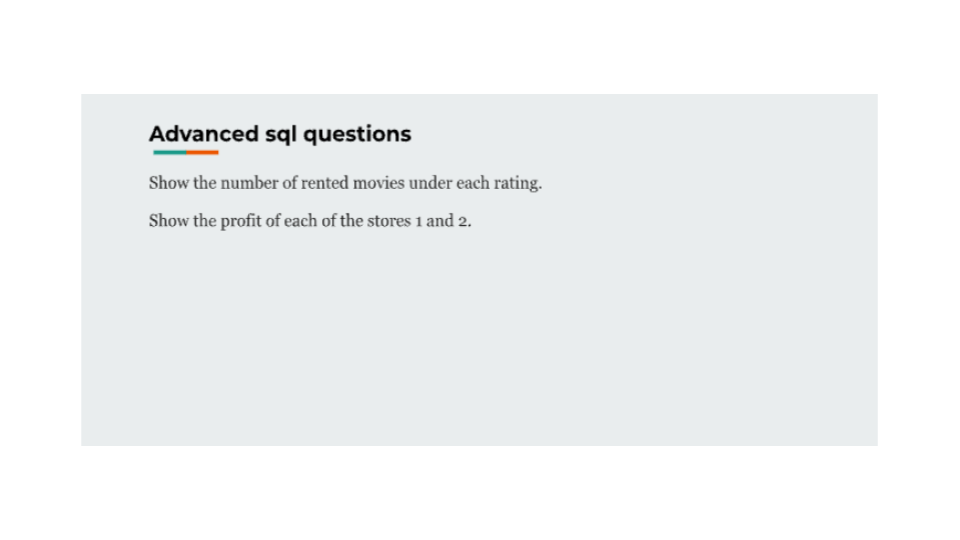 Advanced sql questions
Show the number of rented movies under each rating.
Show the profit of each of the stores 1 and 2.